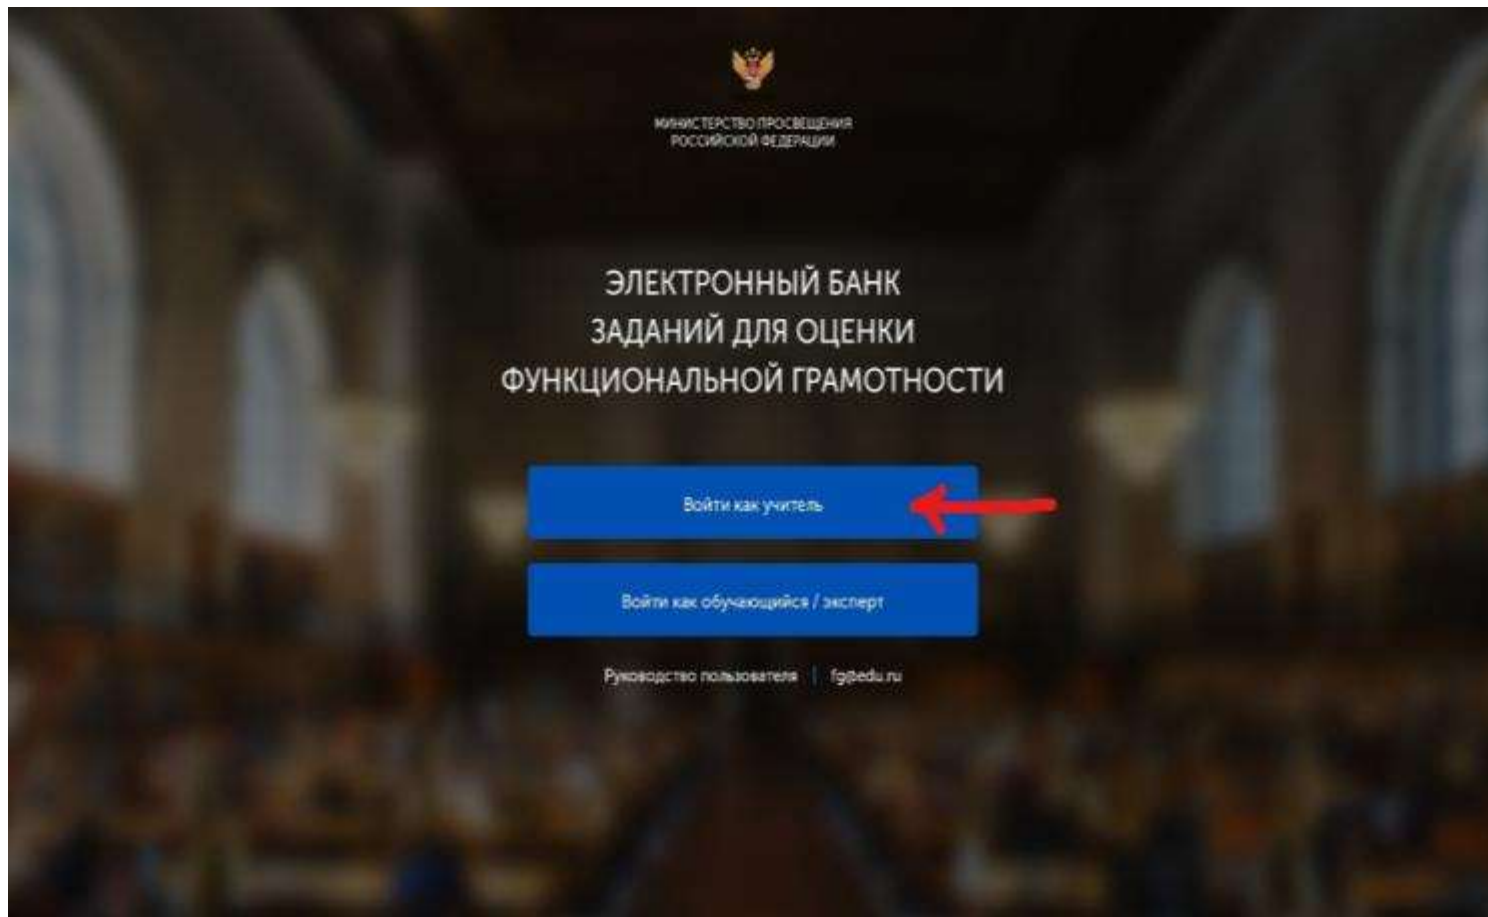 МИНИСТЕРСТВО ПРОСВЕЩЕНИЯ
РОССИЙСКОЙ ФЕДЕРАЦИИ
ЭЛЕКТРОННЫЙ БАНК
ЗАДАНИЙ ДЛЯ ОЦЕНКИ
ФУНКЦИОНАЛЬНОЙ ГРАМОТНОСТИ
Войти как учитель
Войти как обучающийся / эксперт
Руководство пользователя | fg@edu.ru